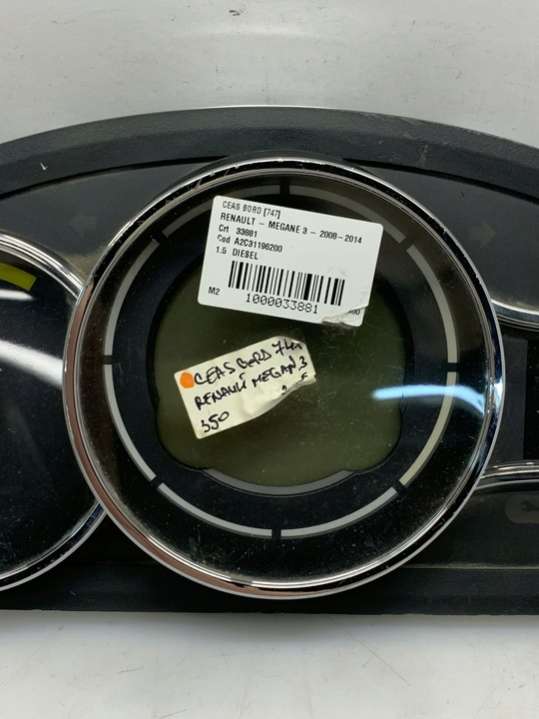 CEAS BORD [747]
RENAULT - MEGANE 3 - 2008-2014
Crt 33881
Cod A2C31196200
1.5 DIESEL
M2
1000033881
CEAS BORD
RENAULT MEGAN 3
350